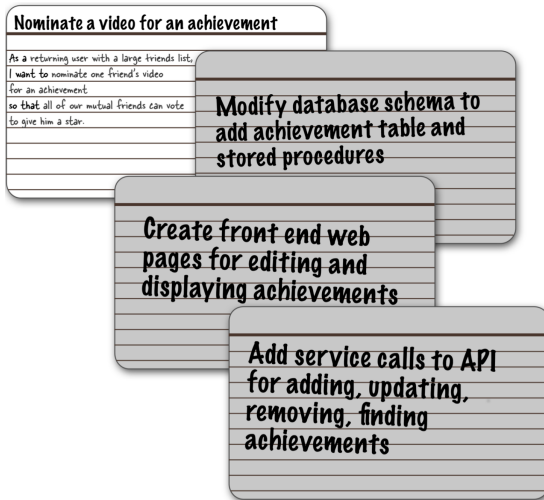 Nominate a video for an achievement
As a returning user with a large friends list,
I want to nominate one friend's video
for an achievement
so that all of our mutual friends can vote
to give him a star.
Modify database schema to
add achievement table and
stored procedures
Create front end web
pages for editing and
displaying achievements
Add service calls to API
for adding, updating,
removing, finding
achievements